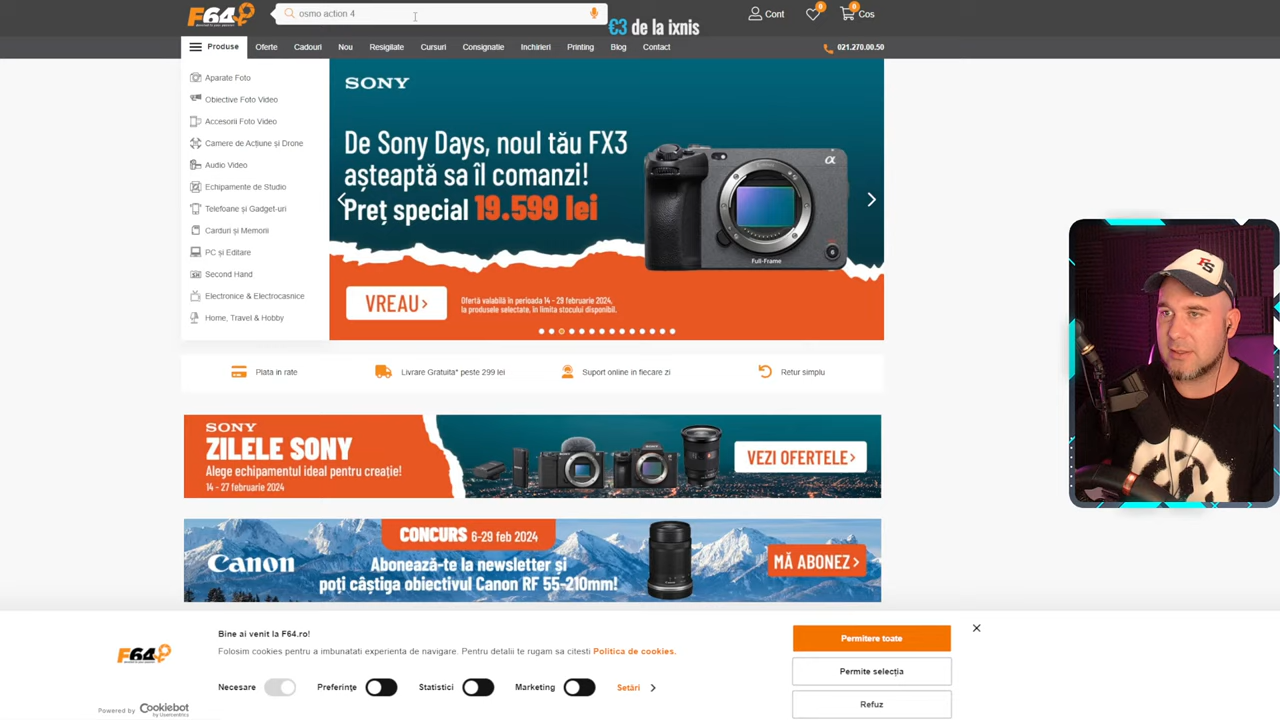 F64
osmo action 4
€3 de la ixnis
Cont
0
0
Cos
Produse
Oferte
Cadouri
Nou
Resigilate
Cursuri
Consignatie
Inchirieri
Printing
Blog
Contact
021.270.00.50
Aparate Foto
Obiective Foto Video
Accesorii Foto Video
Camere de Acțiune și Drone
Audio Video
Echipamente de Studio
Telefoane și Gadget-uri
Carduri și Memorii
PC și Editare
Second Hand
Electronice & Electrocasnice
Home, Travel & Hobby
SONY
De Sony Days, noul tău FX3
așteaptă sa îl comanzi!
Preț special 19.599 lei
VREAU>
Ofertă valabilă în perioada 14 - 29 februarie 2024,
la produsele selectate, în limita stocului disponibil.
α
Full-Frame
Plata in rate
Livrare Gratuita* peste 299 lei
Suport online in fiecare zi
Retur simplu
SONY
ZILELE SONY
Alege echipamentul ideal pentru creație!
14 - 27 februarie 2024
VEZI OFERTELE>
CONCURS 6-29 feb 2024
Canon
Abonează-te la newsletter și
poți câștiga obiectivul Canon RF 55-210mm!
MĂ ABONEZ>
F64
Bine ai venit la F64.ro!
Folosim cookies pentru a imbunatati experienta de navigare. Pentru detalii te rugam sa citesti Politica de cookies.
Necesare
Preferințe
Statistici
Marketing
Setări
Permitere toate
Permite selecția
Refuz
Powered by Cookiebot
by Usercentrics